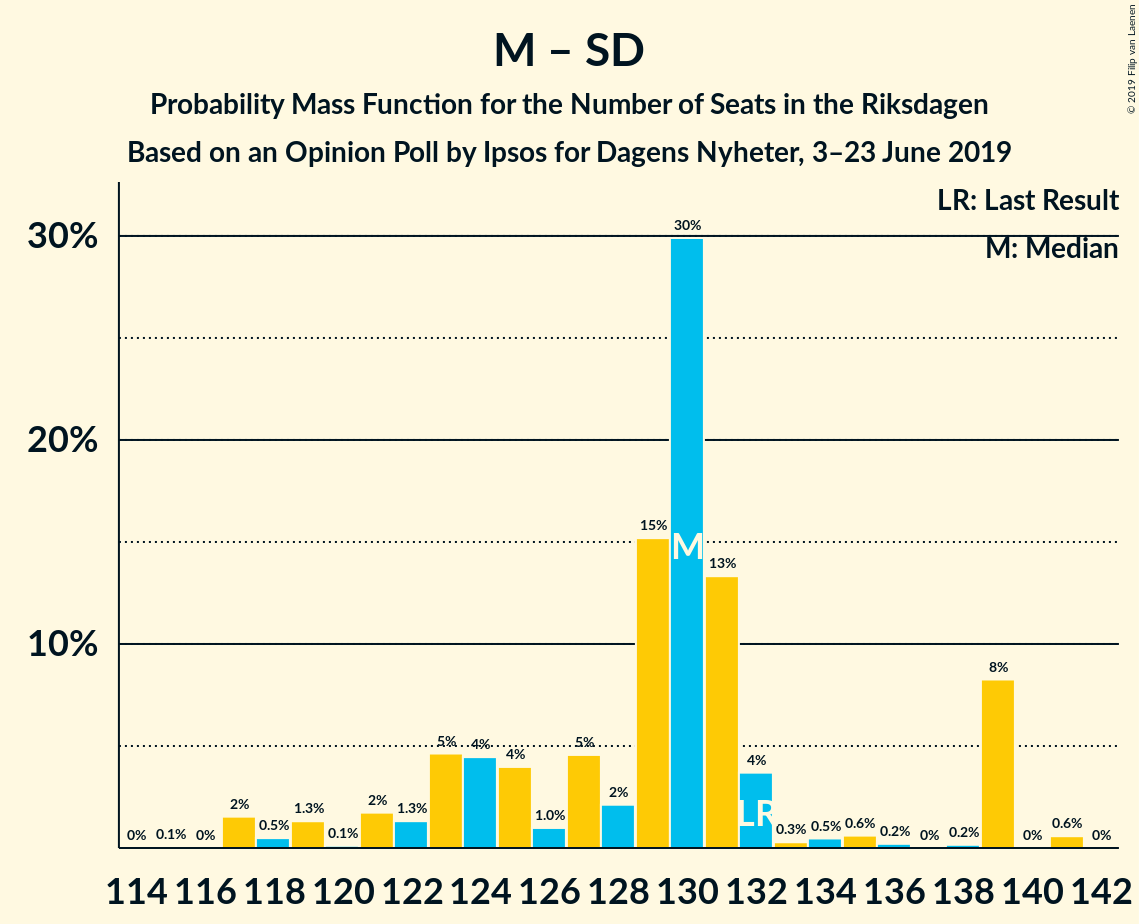 M – SD
Probability Mass Function for the Number of Seats in the Riksdagen
Based on an Opinion Poll by Ipsos for Dagens Nyheter, 3–23 June 2019
© 2019 Filip van Laenen
LR: Last Result
M: Median
30%
20%
10%
0% 0.1% 0% 2% 0.5% 1.3% 0.1% 2% 1.3% 5% 4% 4% 1.0% 5% 2% 15% 30% 13% 4% 0.3% 0.5% 0.6% 0.2% 0% 0.2% 8% 0% 0.6% 0%
M
LR
114 116 118 120 122 124 126 128 130 132 134 136 138 140 142